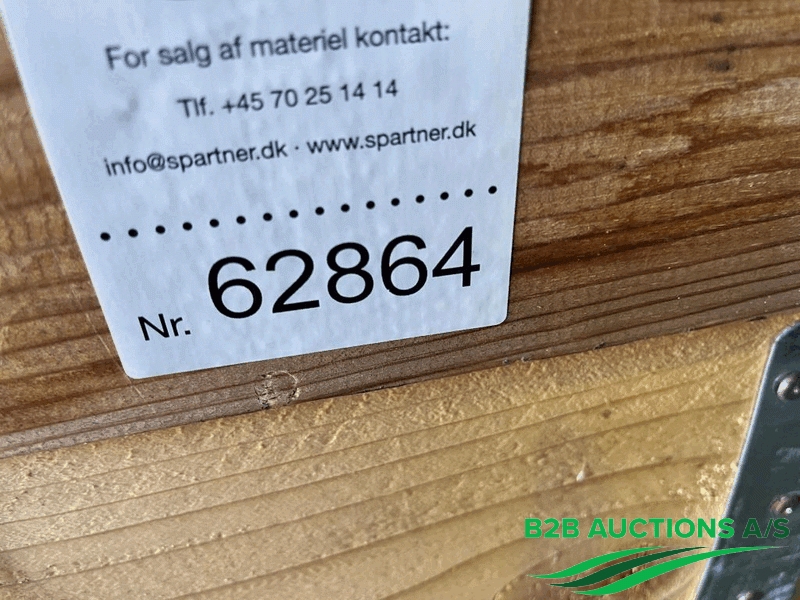 For salg af materiel kontakt:
Tlf. +45 70 25 14 14
info@spartner.dk · www.spartner.dk
Nr. 62864
B2B AUCTIONS A/S